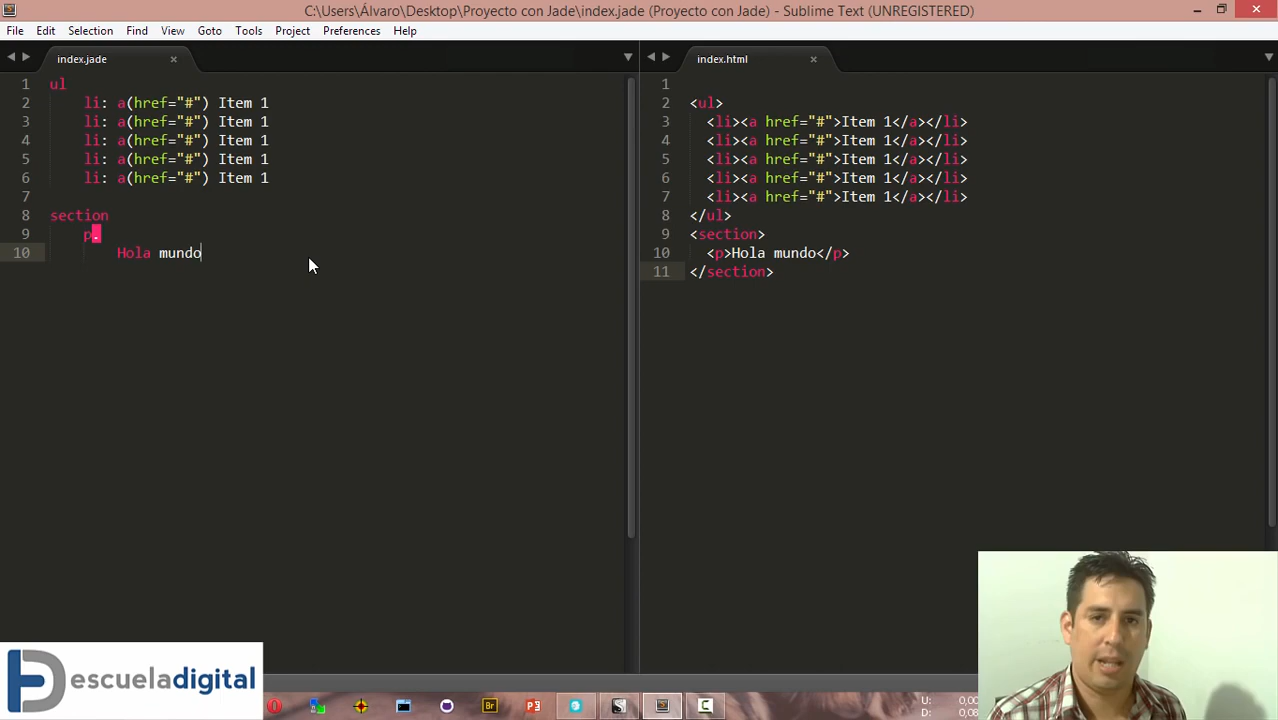 C:\Users\Álvaro\Desktop\Proyecto con Jade\index.jade (Proyecto con Jade) - Sublime Text (UNREGISTERED)
File Edit Selection Find View Goto Tools Project Preferences Help
index.jade
1 ul
2 li: a(href="#") Item 1
3 li: a(href="#") Item 1
4 li: a(href="#") Item 1
5 li: a(href="#") Item 1
6 li: a(href="#") Item 1
7
8 section
9 p.
10 Hola mundo
index.html
1
2 <ul>
3 <li><a href="#">Item 1</a></li>
4 <li><a href="#">Item 1</a></li>
5 <li><a href="#">Item 1</a></li>
6 <li><a href="#">Item 1</a></li>
7 <li><a href="#">Item 1</a></li>
8 </ul>
9 <section>
10 <p>Hola mundo</p>
11 </section>
escueladigital
Br
U: 0,00
D: 0,08